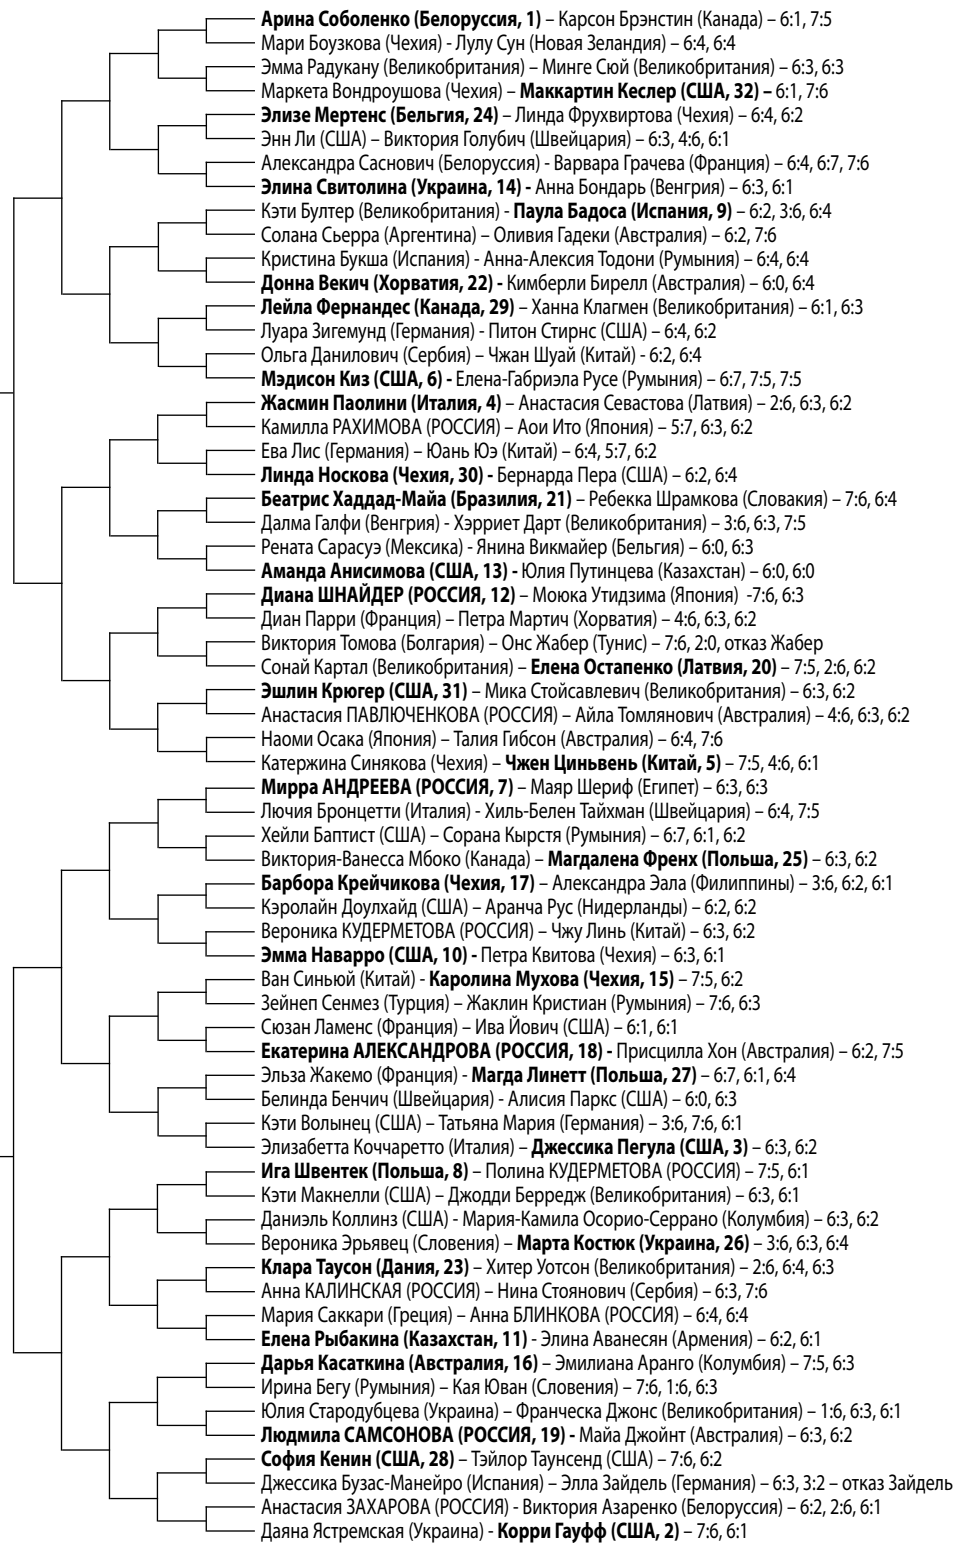 Арина Соболенко (Белоруссия, 1) – Карсон Брэнстин (Канада) – 6:1, 7:5
Мари Боузкова (Чехия) - Лулу Сун (Новая Зеландия) – 6:4, 6:4
Эмма Радукану (Великобритания) – Минге Сюй (Великобритания) – 6:3, 6:3
Маркета Вондроушова (Чехия) – Маккартин Кеслер (США, 32) – 6:1, 7:6
Элизе Мертенс (Бельгия, 24) – Линда Фрухвиртова (Чехия) – 6:4, 6:2
Энн Ли (США) – Виктория Голубич (Швейцария) – 6:3, 4:6, 6:1
Александра Саснович (Белоруссия) - Варвара Грачева (Франция) – 6:4, 6:7, 7:6
Элина Свитолина (Украина, 14) - Анна Бондарь (Венгрия) – 6:3, 6:1
Кэти Бултер (Великобритания) - Паула Бадоса (Испания, 9) – 6:2, 3:6, 6:4
Солана Сьерра (Аргентина) – Оливия Гадеки (Австралия) – 6:2, 7:6
Кристина Букша (Испания) - Анна-Алексия Тодони (Румыния) – 6:4, 6:4
Донна Векич (Хорватия, 22) - Кимберли Бирелл (Австралия) – 6:0, 6:4
Лейла Фернандес (Канада, 29) – Ханна Клагмен (Великобритания) – 6:1, 6:3
Луара Зигемунд (Германия) - Питон Стирнс (США) – 6:4, 6:2
Ольга Данилович (Сербия) – Чжан Шуай (Китай) - 6:2, 6:4
Мэдисон Киз (США, 6) - Елена-Габриэла Русе (Румыния) – 6:7, 7:5, 7:5
Жасмин Паолини (Италия, 4) – Анастасия Севастова (Латвия) – 2:6, 6:3, 6:2
Камилла РАХИМОВА (РОССИЯ) – Аои Ито (Япония) – 5:7, 6:3, 6:2
Ева Лис (Германия) – Юань Юэ (Китай) – 6:4, 5:7, 6:2
Линда Носкова (Чехия, 30) - Бернарда Пера (США) – 6:2, 6:4
Беатрис Хаддад-Майа (Бразилия, 21) – Ребекка Шрамкова (Словакия) – 7:6, 6:4
Далма Галфи (Венгрия) - Хэрриет Дарт (Великобритания) – 3:6, 6:3, 7:5
Рената Сарасуэ (Мексика) - Янина Викмайер (Бельгия) – 6:0, 6:3
Аманда Анисимова (США, 13) - Юлия Путинцева (Казахстан) – 6:0, 6:0
Диана ШНАЙДЕР (РОССИЯ, 12) – Моюка Утидзима (Япония) -7:6, 6:3
Диан Парри (Франция) – Петра Мартич (Хорватия) – 4:6, 6:3, 6:2
Виктория Томова (Болгария) – Онс Жабер (Тунис) – 7:6, 2:0, отказ Жабер
Сонай Картал (Великобритания) – Елена Остапенко (Латвия, 20) – 7:5, 2:6, 6:2
Эшлин Крюгер (США, 31) – Мика Стойсавлевич (Великобритания) – 6:3, 6:2
Анастасия ПАВЛЮЧЕНКОВА (РОССИЯ) – Айла Томлянович (Австралия) – 4:6, 6:3, 6:2
Наоми Осака (Япония) – Талия Гибсон (Австралия) – 6:4, 7:6
Катержина Синякова (Чехия) – Чжен Циньвень (Китай, 5) – 7:5, 4:6, 6:1
Мирра АНДРЕЕВА (РОССИЯ, 7) – Маяр Шериф (Египет) – 6:3, 6:3
Лючия Бронцетти (Италия) - Хиль-Белен Тайхман (Швейцария) – 6:4, 7:5
Хейли Баптист (США) – Сорана Кырстя (Румыния) – 6:7, 6:1, 6:2
Виктория-Ванесса Мбоко (Канада) – Магдалена Френх (Польша, 25) – 6:3, 6:2
Барбора Крейчикова (Чехия, 17) – Александра Эала (Филиппины) – 3:6, 6:2, 6:1
Кэролайн Доулхайд (США) – Аранча Рус (Нидерланды) – 6:2, 6:2
Вероника КУДЕРМЕТОВА (РОССИЯ) – Чжу Линь (Китай) – 6:3, 6:2
Эмма Наварро (США, 10) - Петра Квитова (Чехия) – 6:3, 6:1
Ван Синьюй (Китай) - Каролина Мухова (Чехия, 15) – 7:5, 6:2
Зейнеп Сенмез (Турция) – Жаклин Кристиан (Румыния) – 7:6, 6:3
Сюзан Ламенс (Франция) – Ива Йович (США) – 6:1, 6:1
Екатерина АЛЕКСАНДРОВА (РОССИЯ, 18) - Присцилла Хон (Австралия) – 6:2, 7:5
Эльза Жакемо (Франция) - Магда Линетт (Польша, 27) – 6:7, 6:1, 6:4
Белинда Бенчич (Швейцария) - Алисия Паркс (США) – 6:0, 6:3
Кэти Волынец (США) – Татьяна Мария (Германия) – 3:6, 7:6, 6:1
Элизабетта Коччаретто (Италия) – Джессика Пегула (США, 3) – 6:3, 6:2
Ига Швентек (Польша, 8) – Полина КУДЕРМЕТОВА (РОССИЯ) – 7:5, 6:1
Кэти Макнелли (США) – Джодди Берредж (Великобритания) – 6:3, 6:1
Даниэль Коллинз (США) - Мария-Камила Осорио-Серрано (Колумбия) – 6:3, 6:2
Вероника Эрьявец (Словения) – Марта Костюк (Украина, 26) – 3:6, 6:3, 6:4
Клара Таусон (Дания, 23) – Хитер Уотсон (Великобритания) – 2:6, 6:4, 6:3
Анна КАЛИНСКАЯ (РОССИЯ) – Нина Стоянович (Сербия) – 6:3, 7:6
Мария Саккари (Греция) – Анна БЛИНКОВА (РОССИЯ) – 6:4, 6:4
Елена Рыбакина (Казахстан, 11) - Элина Аванесян (Армения) – 6:2, 6:1
Дарья Касаткина (Австралия, 16) – Эмилиана Аранго (Колумбия) – 7:5, 6:3
Ирина Бегу (Румыния) – Кая Юван (Словения) – 7:6, 1:6, 6:3
Юлия Стародубцева (Украина) – Франческа Джонс (Великобритания) – 1:6, 6:3, 6:1
Людмила САМСОНОВА (РОССИЯ, 19) - Майа Джойнт (Австралия) – 6:3, 6:2
София Кенин (США, 28) – Тэйлор Таунсенд (США) – 7:6, 6:2
Джессика Бузас-Манейро (Испания) – Элла Зайдель (Германия) – 6:3, 3:2 – отказ Зайдель
Анастасия ЗАХАРОВА (РОССИЯ) - Виктория Азаренко (Белоруссия) – 6:2, 2:6, 6:1
Даяна Ястремская (Украина) - Корри Гауфф (США, 2) – 7:6, 6:1